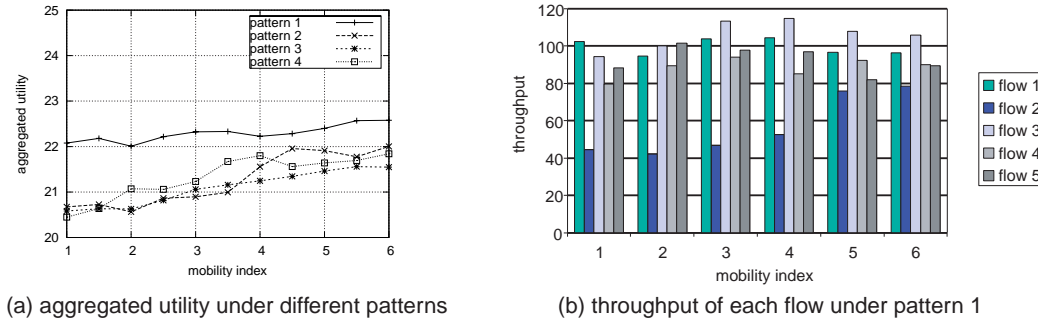 pattern 1
pattern 2
pattern 3
pattern 4
25
24
23
22
21
20
1 2 3 4 5 6
aggregated utility
mobility index
(a) aggregated utility under different patterns
120
100
80
60
40
20
0
1 2 3 4 5 6
throughput
mobility index
flow 1
flow 2
flow 3
flow 4
flow 5
(b) throughput of each flow under pattern 1